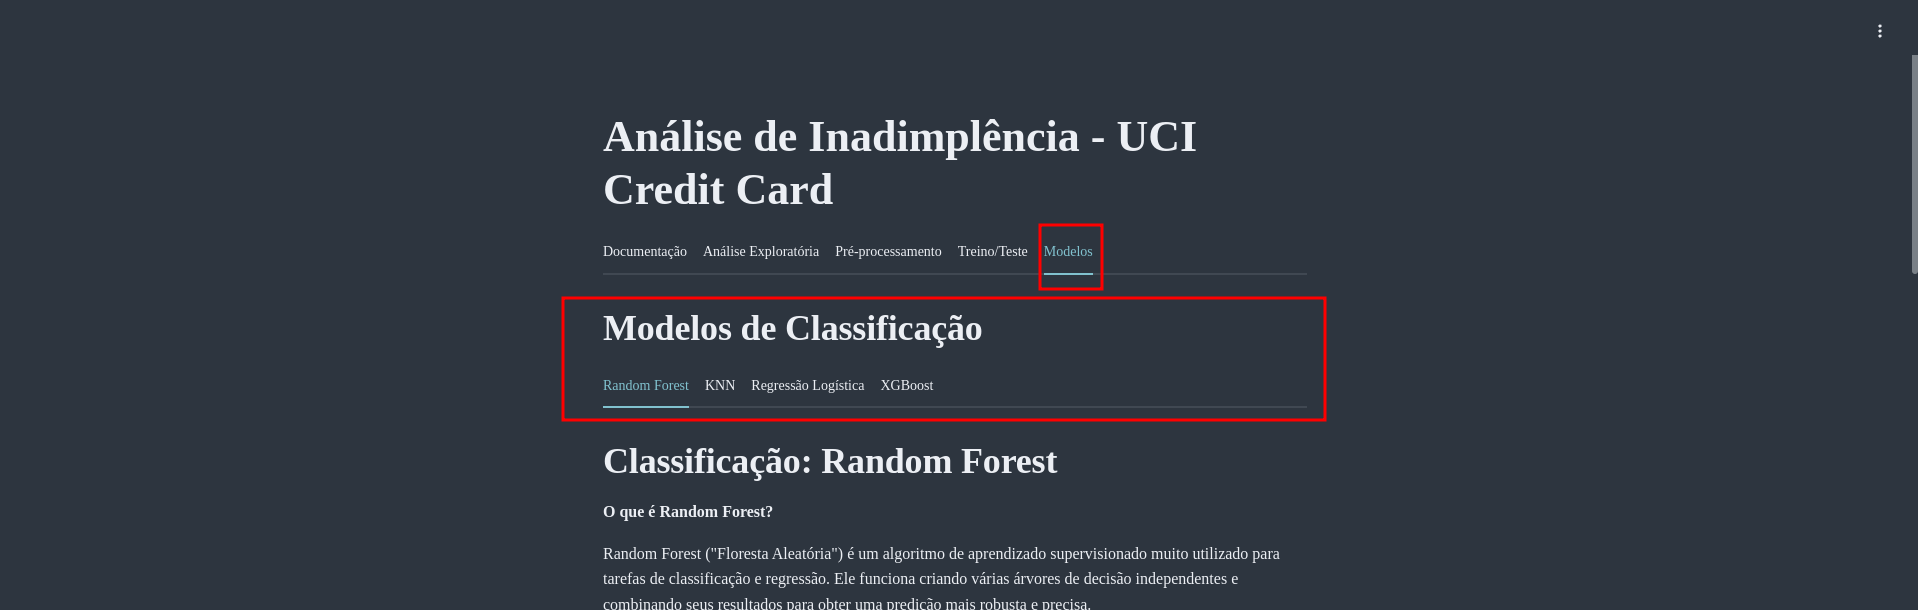 Análise de Inadimplência - UCI
Credit Card
Documentação Análise Exploratória Pré-processamento Treino/Teste Modelos
Modelos de Classificação
Random Forest KNN Regressão Logística XGBoost
Classificação: Random Forest
O que é Random Forest?
Random Forest ("Floresta Aleatória") é um algoritmo de aprendizado supervisionado muito utilizado para
tarefas de classificação e regressão. Ele funciona criando várias árvores de decisão independentes e
combinando seus resultados para obter uma predição mais robusta e precisa.